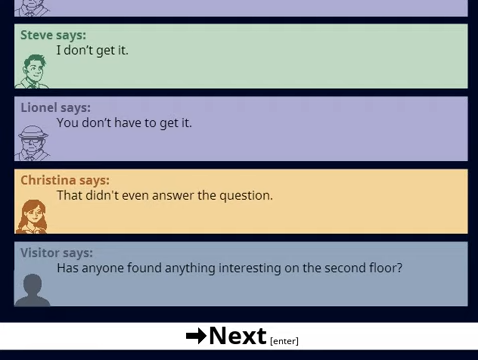 Steve says:
I don't get it.
Lionel says:
You don't have to get it.
Christina says:
That didn't even answer the question.
Visitor says:
Has anyone found anything interesting on the second floor?
➡Next [enter]